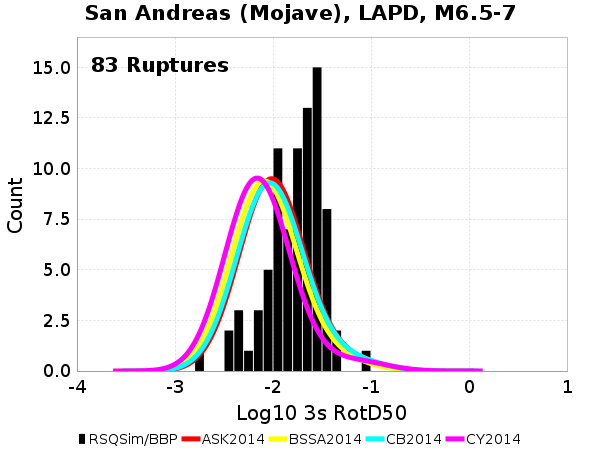 San Andreas (Mojave), LAPD, M6.5-7
83 Ruptures
15.0
12.5
10.0
7.5
5.0
2.5
0.0
Count
-4 -3 -2 -1 0 1
Log10 3s RotD50
RSQSim/BBP ASK2014 BSSA2014 CB2014 CY2014